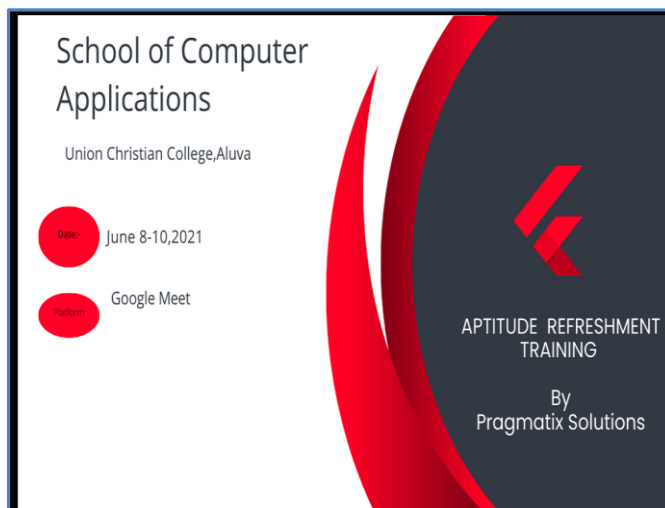 School of Computer
Applications
Union Christian College,Aluva
Date:-
June 8-10,2021
Platform
Google Meet
APTITUDE REFRESHMENT
TRAINING
By
Pragmatix Solutions